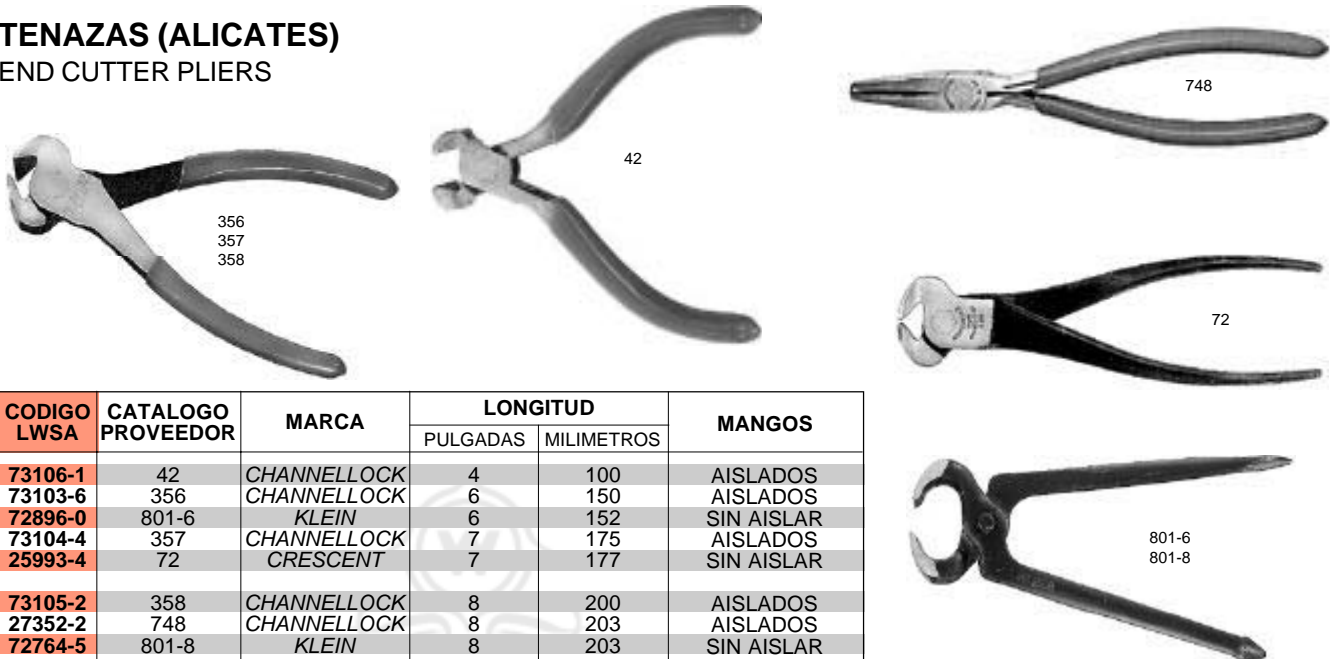 TENAZAS (ALICATES)
END CUTTER PLIERS
356
357
358
42
748
72
801-6
801-8
CODIGO LWSA CATALOGO PROVEEDOR MARCA LONGITUD MANGOS
PULGADAS MILIMETROS
73106-1 42 CHANNELLOCK 4 100 AISLADOS
73103-6 356 CHANNELLOCK 6 150 AISLADOS
72896-0 801-6 KLEIN 6 152 SIN AISLAR
73104-4 357 CHANNELLOCK 7 175 AISLADOS
25993-4 72 CRESCENT 7 177 SIN AISLAR
73105-2 358 CHANNELLOCK 8 200 AISLADOS
27352-2 748 CHANNELLOCK 8 203 AISLADOS
72764-5 801-8 KLEIN 8 203 SIN AISLAR